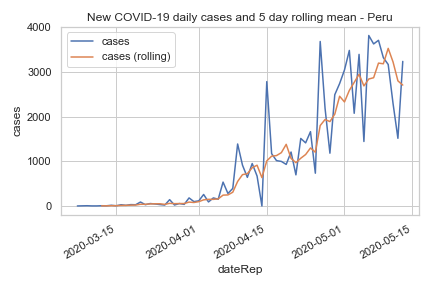 New COVID-19 daily cases and 5 day rolling mean - Peru
cases
cases (rolling)
4000
3000
2000
1000
0
cases
2020-03-15
2020-04-01
2020-04-15
2020-05-01
2020-05-15
dateRep